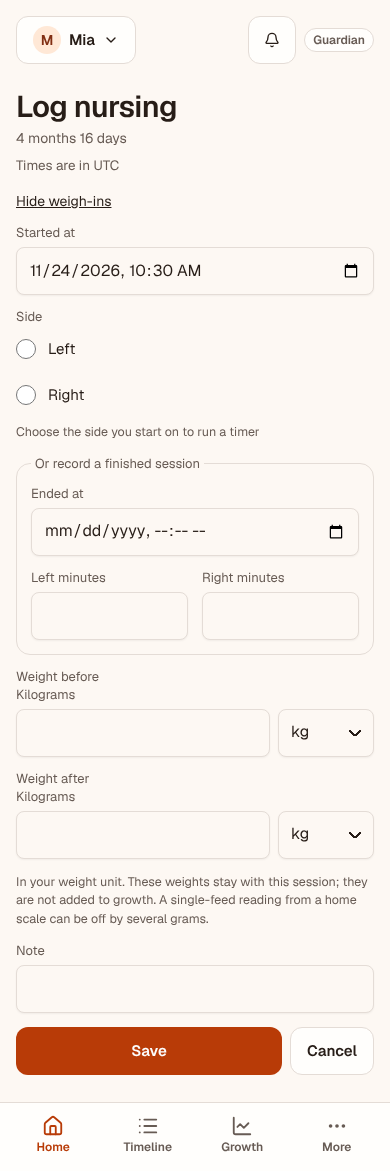 M Mia
Guardian
Log nursing
4 months 16 days
Times are in UTC
Hide weigh-ins
Started at
11/24/2026, 10:30 AM
Side
Left
Right
Choose the side you start on to run a timer
Or record a finished session
Ended at
mm/dd/yyyy, --:-- --
Left minutes
Right minutes
Weight before
Kilograms
kg
Weight after
Kilograms
kg
In your weight unit. These weights stay with this session; they
are not added to growth. A single-feed reading from a home
scale can be off by several grams.
Note
Save
Cancel
Home
Timeline
Growth
More